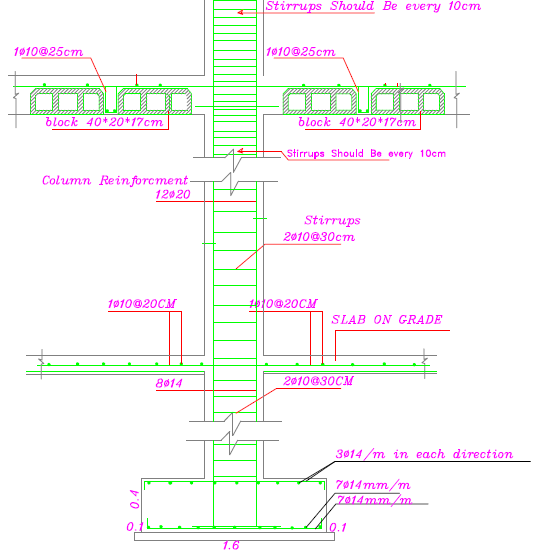 Stirrups Should Be every 10cm
1ø10@25cm
1ø10@25cm
block 40*20*17cm
block 40*20*17cm
Stirrups Should Be every 10cm
Column Reinforcment
12ø20
Stirrups
2ø10@30cm
1ø10@20CM
1ø10@20CM
SLAB ON GRADE
8ø14
2ø10@30CM
3ø14/m in each direction
0.4
7ø14mm/m
7ø14mm/m
0.1
0.1
1.6